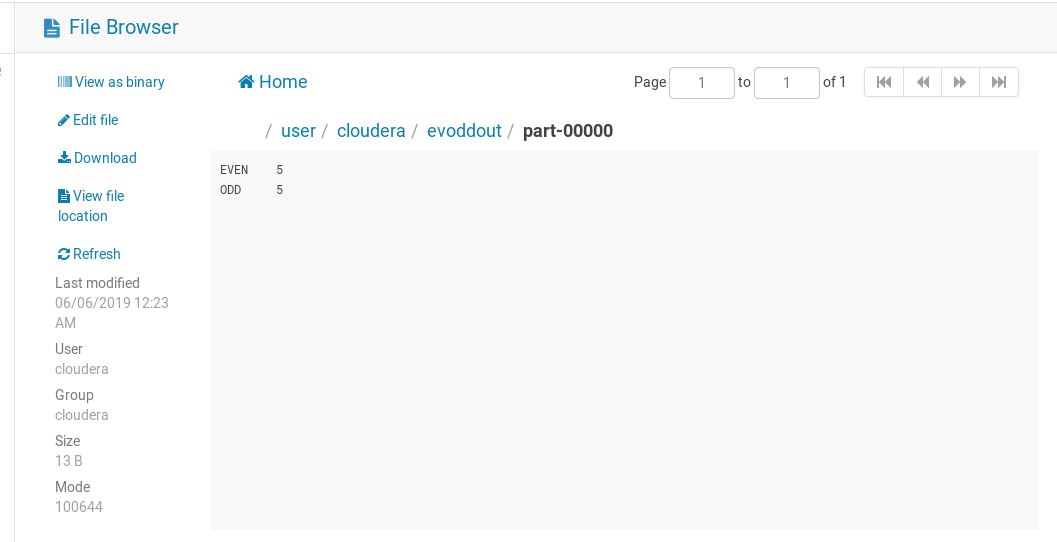 File Browser
View as binary
Edit file
Download
View file
location
Refresh
Last modified
06/06/2019 12:23
AM
User
cloudera
Group
cloudera
Size
13 B
Mode
100644
Home
Page 1 to 1 of 1
/ user / cloudera / evoddout / part-00000
EVEN 5
ODD 5